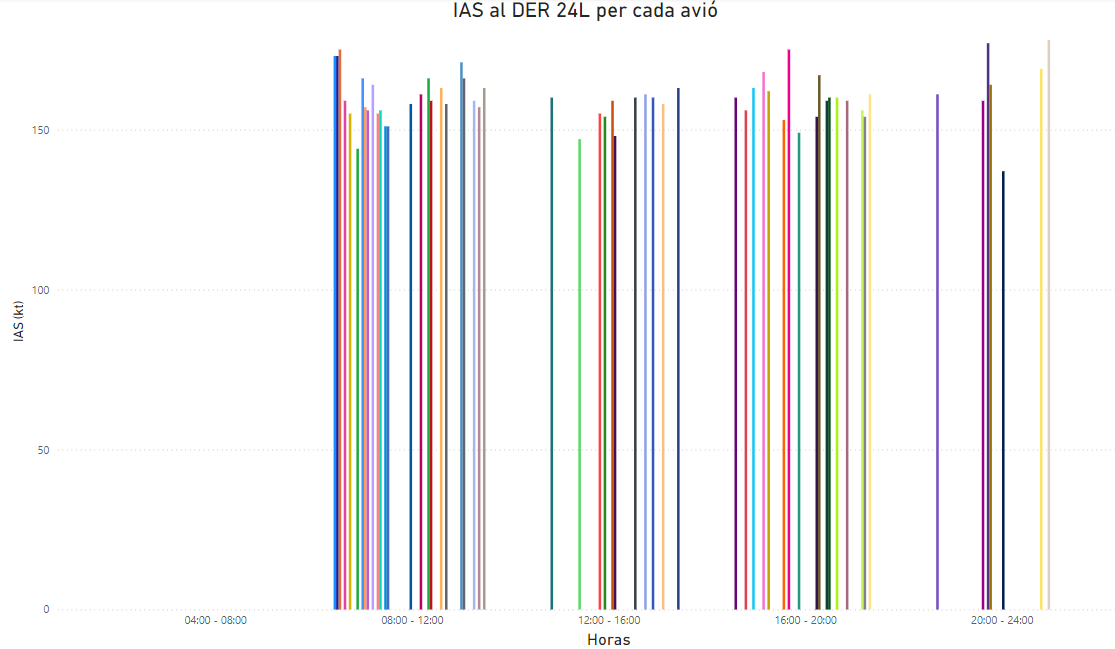 IAS al DER 24L per cada avió
150
100
50
0
IAS (kt)
04:00 - 08:00
08:00 - 12:00
12:00 - 16:00
16:00 - 20:00
20:00 - 24:00
Horas